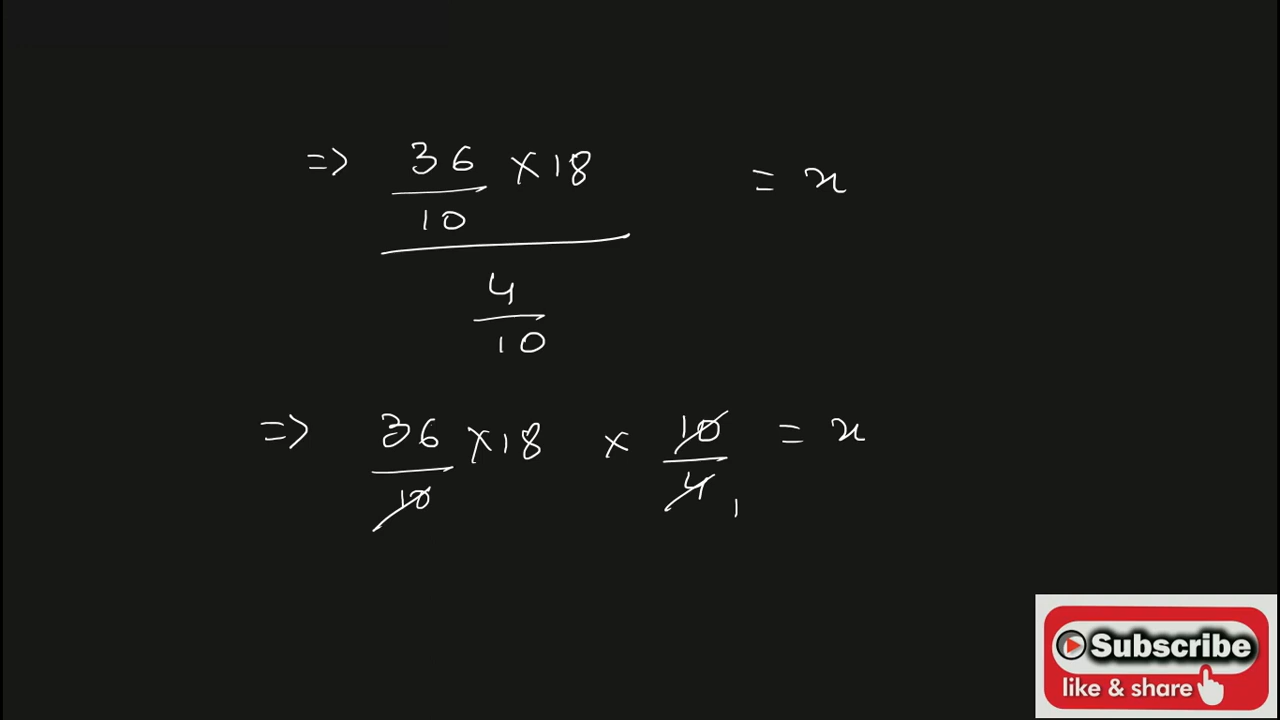 => 36/10 × 18 / 4/10 = x
=> 36/10 × 18 × 10/4 1 = x
Subscribe
like & share